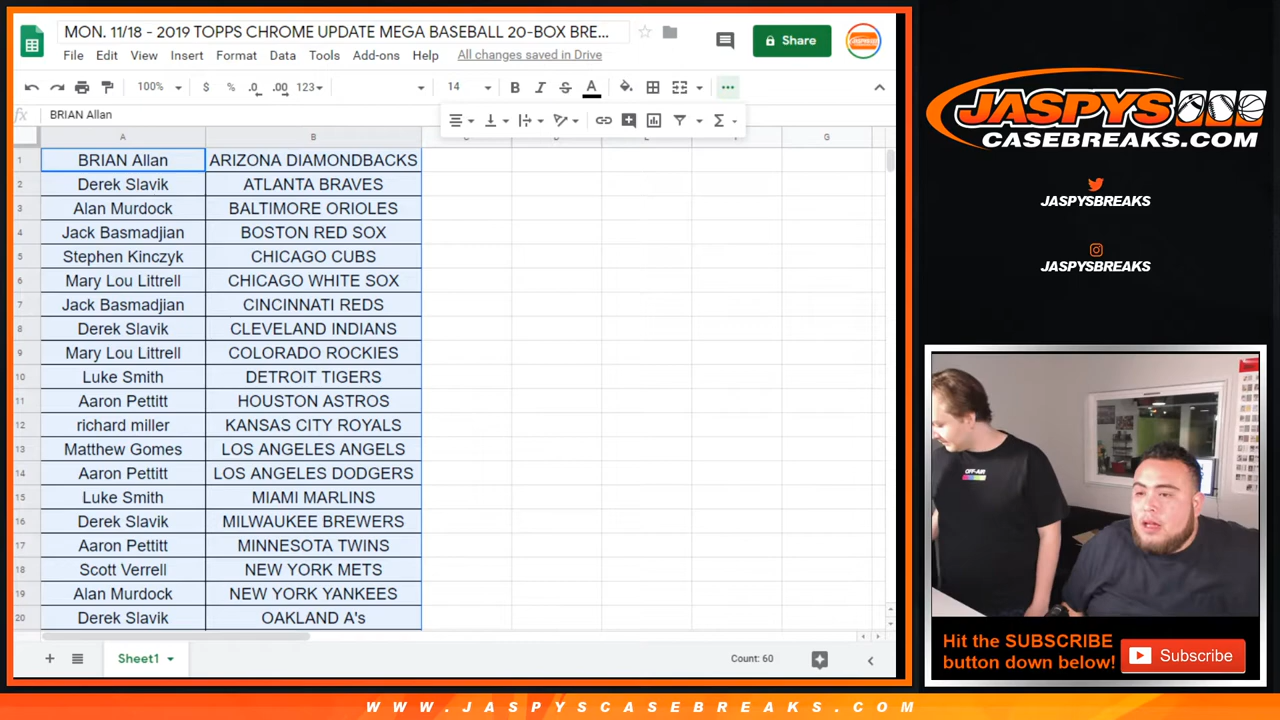 MON. 11/18 - 2019 TOPPS CHROME UPDATE MEGA BASEBALL 20-BOX BRE...
Share
File Edit View Insert Format Data Tools Add-ons Help All changes saved in Drive
100% $ % .0 .00 123 14 B I S A
fx BRIAN Allan
A B C D E F G
1 BRIAN Allan ARIZONA DIAMONDBACKS
2 Derek Slavik ATLANTA BRAVES
3 Alan Murdock BALTIMORE ORIOLES
4 Jack Basmadjian BOSTON RED SOX
5 Stephen Kinczyk CHICAGO CUBS
6 Mary Lou Littrell CHICAGO WHITE SOX
7 Jack Basmadjian CINCINNATI REDS
8 Derek Slavik CLEVELAND INDIANS
9 Mary Lou Littrell COLORADO ROCKIES
10 Luke Smith DETROIT TIGERS
11 Aaron Pettitt HOUSTON ASTROS
12 richard miller KANSAS CITY ROYALS
13 Matthew Gomes LOS ANGELES ANGELS
14 Aaron Pettitt LOS ANGELES DODGERS
15 Luke Smith MIAMI MARLINS
16 Derek Slavik MILWAUKEE BREWERS
17 Aaron Pettitt MINNESOTA TWINS
18 Scott Verrell NEW YORK METS
19 Alan Murdock NEW YORK YANKEES
20 Derek Slavik OAKLAND A's
Sheet1
Count: 60
JASPYS
CASEBREAKS.COM
JASPYSBREAKS
JASPYSBREAKS
OFF-AIR
Hit the SUBSCRIBE
button down below!
Subscribe
WWW.JASPYSCASEBREAKS.COM